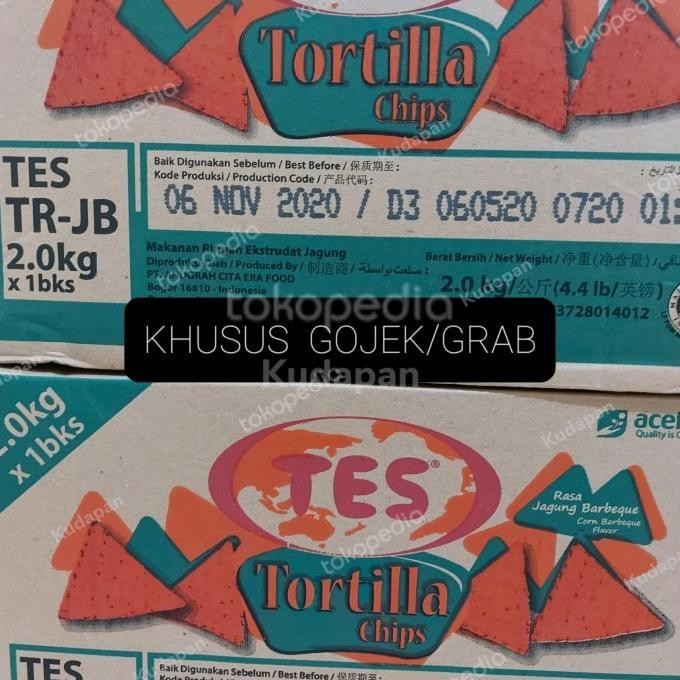 TES
Tortilla
Chips
TES
TR-JB
2.0kg
x 1bks
Baik Digunakan Sebelum / Best Before / 保质期至 :
Kode Produksi / Production Code / 产品代码 :
06 NOV 2020 / D3 060520 0720 01:
Makanan Ringan Ekstrudat Jagung
Diproduksi oleh / Produced By / 制造商 / صنعت بواسطة :
PT. ANUGRAH CITA ERA FOOD
Bogor 16810 - Indonesia
Berat Bersih / Net Weight / 净重(净含量) /
2.0 kg/公斤(4.4 lb/英镑)
3728014012
KHUSUS GOJEK/GRAB
tokopedia
Kudapan
2.0kg
x 1bks
TES®
Tortilla
Chips
Quality is
Rasa
Jagung Barbeque
Corn Barbeque
Flavor
TES
Baik Digunakan Sebelum / Best Before / 保质期至 :